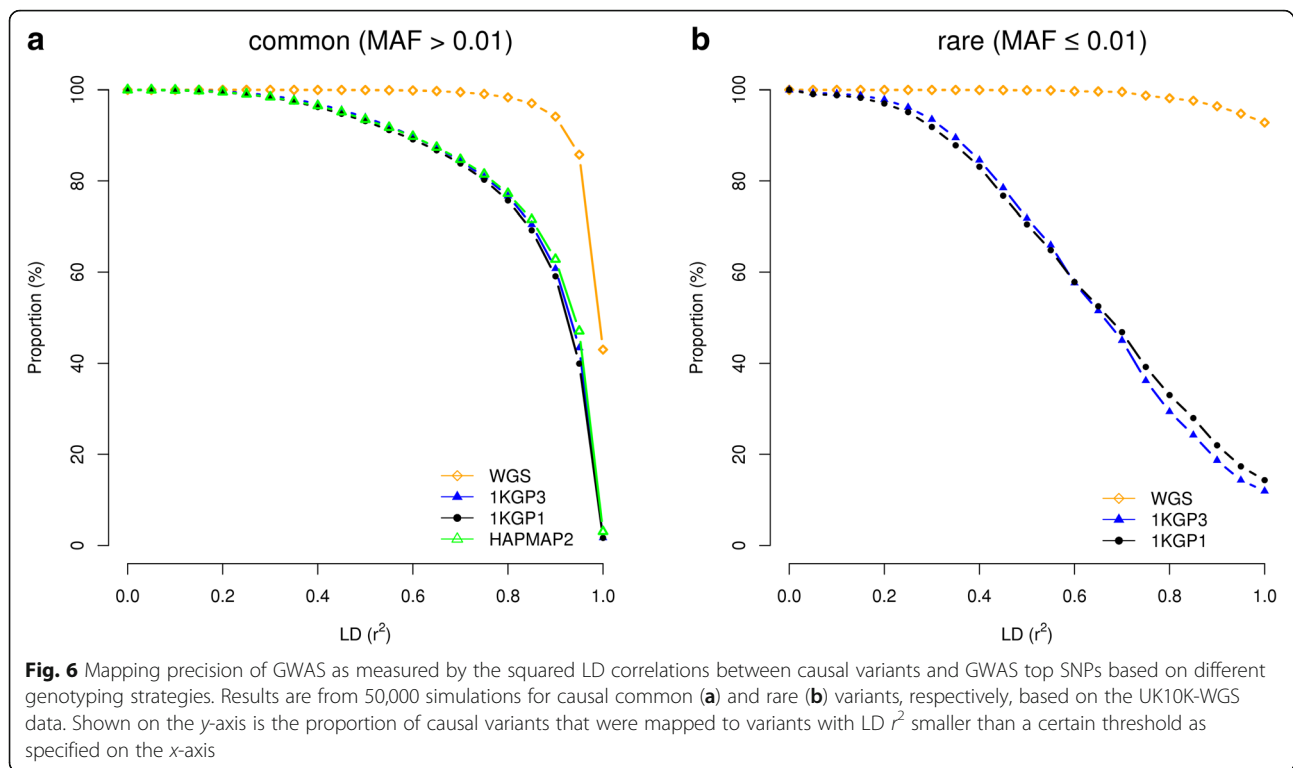 a common (MAF > 0.01)
Proportion (%)
100
80
60
40
20
0
WGS
1KGP3
1KGP1
HAPMAP2
0.0 0.2 0.4 0.6 0.8 1.0
LD (r²)
b rare (MAF ≤ 0.01)
Proportion (%)
100
80
60
40
20
0
WGS
1KGP3
1KGP1
0.0 0.2 0.4 0.6 0.8 1.0
LD (r²)
Fig. 6 Mapping precision of GWAS as measured by the squared LD correlations between causal variants and GWAS top SNPs based on different
genotyping strategies. Results are from 50,000 simulations for causal common (a) and rare (b) variants, respectively, based on the UK10K-WGS
data. Shown on the y-axis is the proportion of causal variants that were mapped to variants with LD r² smaller than a certain threshold as
specified on the x-axis